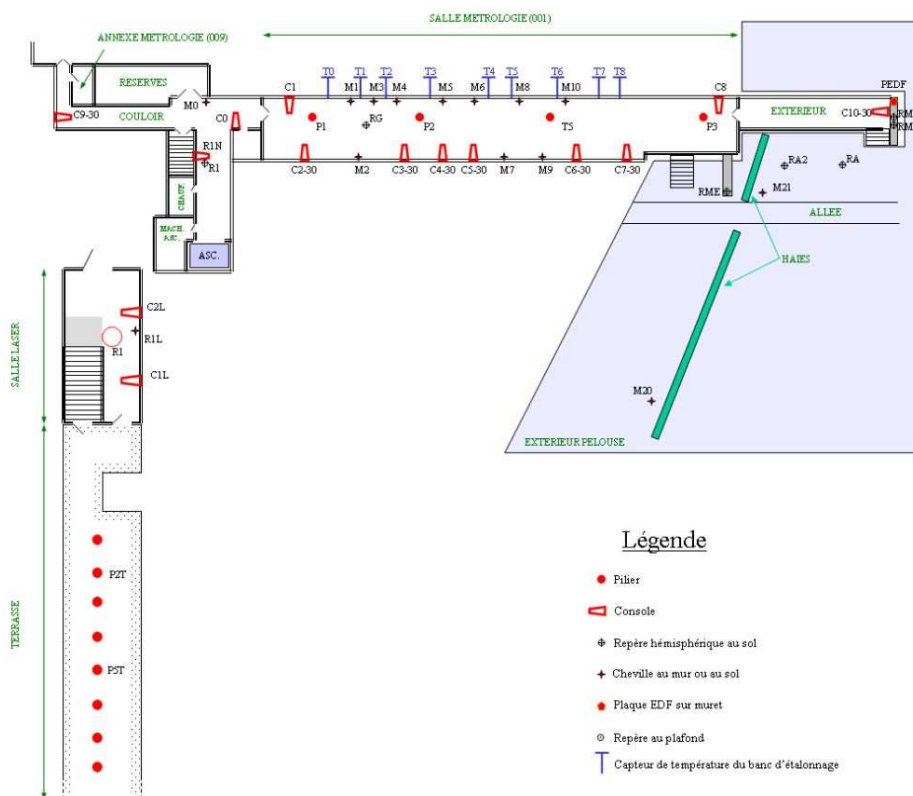 SALLE METROLOGIE (001)
ANNEXE METROLOGIE (009)
RESERVES
T0 T1 T2 T3 T4 T5 T6 T7 T8
C1 M1 M3 M4 M5 M6 M8 M10 C8
PEDF
M0
C9-30
COULOIR
C0
P1
RG
P2
T5
P3
EXTERIEUR
C10-30
RM
RM
R1N
R1
C2-30
M2
C3-30
C4-30
C5-30
M7
M9
C6-30
C7-30
RA2
RA
CHAUF.
RME
M21
ALLEE
MACH.
ASC.
ASC.
HAIES
SALLE LASER
C2L
R1
R1L
C1L
M20
EXTERIEUR PELOUSE
TERRASSE
P2T
P5T
Légende
Pilier
Console
Repère hémisphérique au sol
Cheville au mur ou au sol
Plaque EDF sur muret
Repère au plafond
Capteur de température du banc d'étalonnage